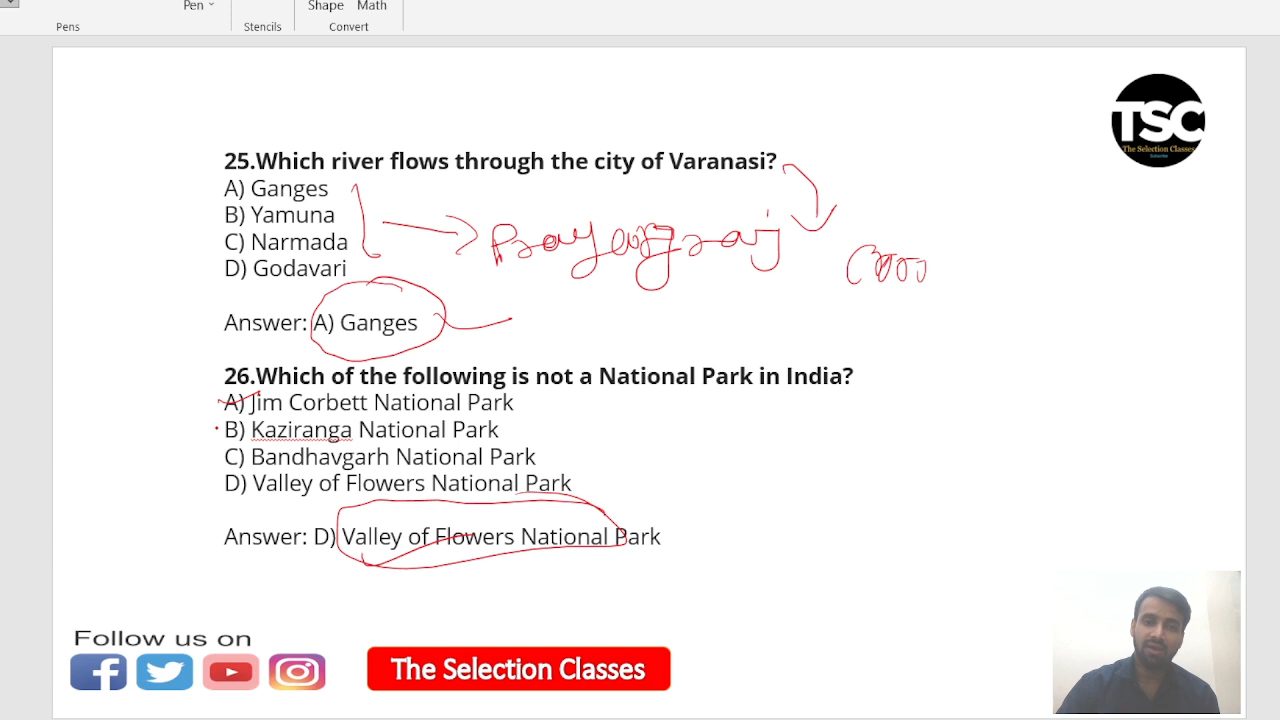 Pen
Shape Math
Pens
Stencils
Convert
TSC
The Selection Classes
Subscribe
25.Which river flows through the city of Varanasi?
A) Ganges
B) Yamuna
C) Narmada
D) Godavari
Prayagraj
Answer: A) Ganges
26.Which of the following is not a National Park in India?
A) Jim Corbett National Park
B) Kaziranga National Park
C) Bandhavgarh National Park
D) Valley of Flowers National Park
Answer: D) Valley of Flowers National Park
Follow us on
The Selection Classes